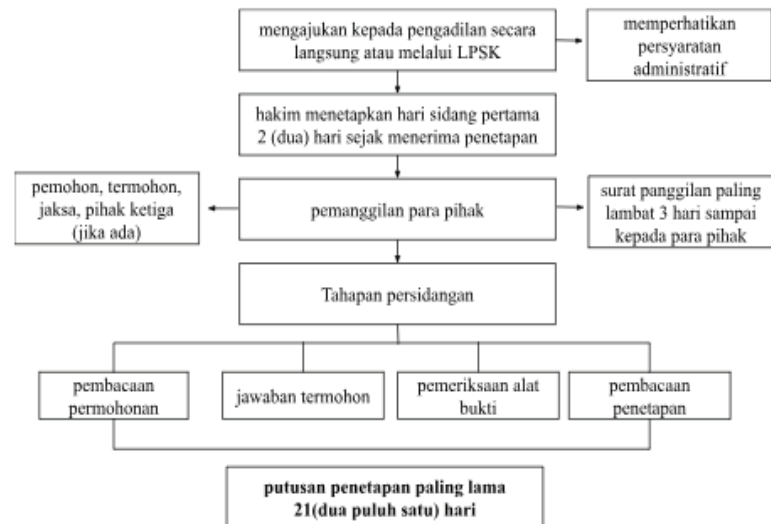 mengajukan kepada pengadilan secara
langsung atau melalui LPSK
memperhatikan
persyaratan
administratif
hakim menetapkan hari sidang pertama
2 (dua) hari sejak menerima penetapan
pemohon, termohon,
jaksa, pihak ketiga
(jika ada)
pemanggilan para pihak
surat panggilan paling
lambat 3 hari sampai
kepada para pihak
Tahapan persidangan
pembacaan
permohonan
jawaban termohon
pemeriksaan alat
bukti
pembacaan
penetapan
putusan penetapan paling lama
21(dua puluh satu) hari